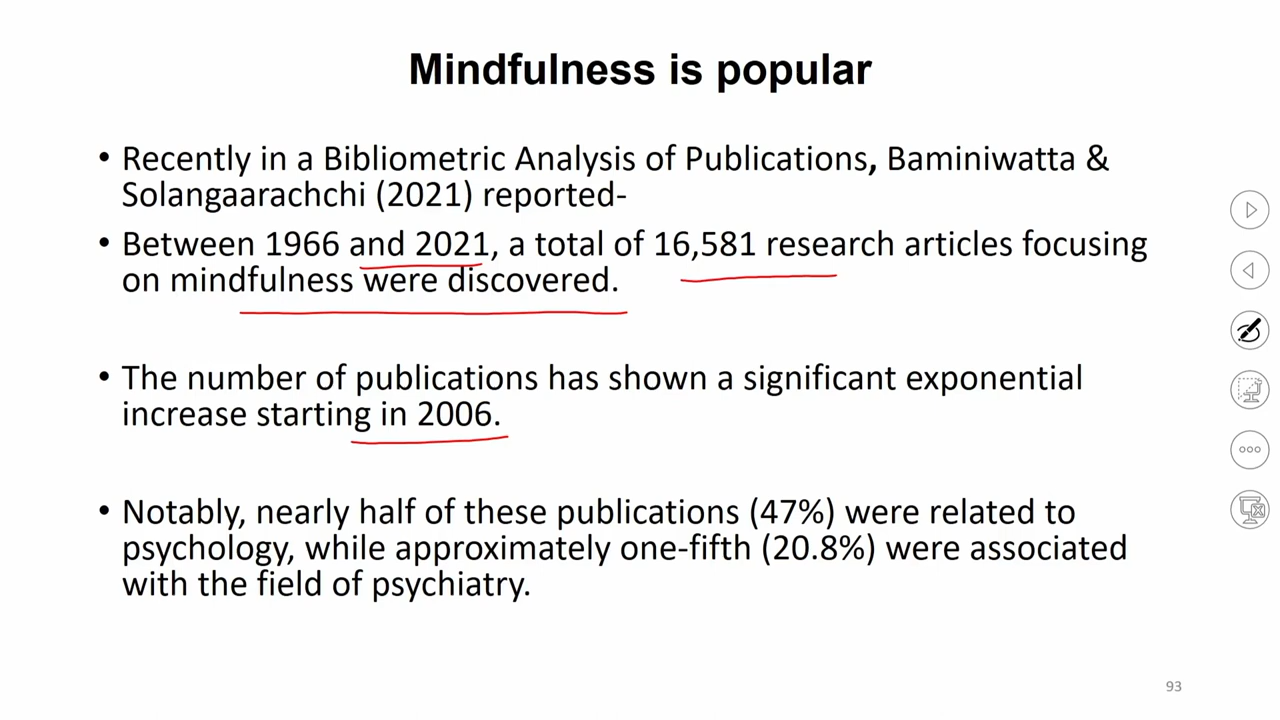 Mindfulness is popular
• Recently in a Bibliometric Analysis of Publications, Baminiwatta &
Solangaarachchi (2021) reported-
• Between 1966 and 2021, a total of 16,581 research articles focusing
on mindfulness were discovered.
• The number of publications has shown a significant exponential
increase starting in 2006.
• Notably, nearly half of these publications (47%) were related to
psychology, while approximately one-fifth (20.8%) were associated
with the field of psychiatry.
93